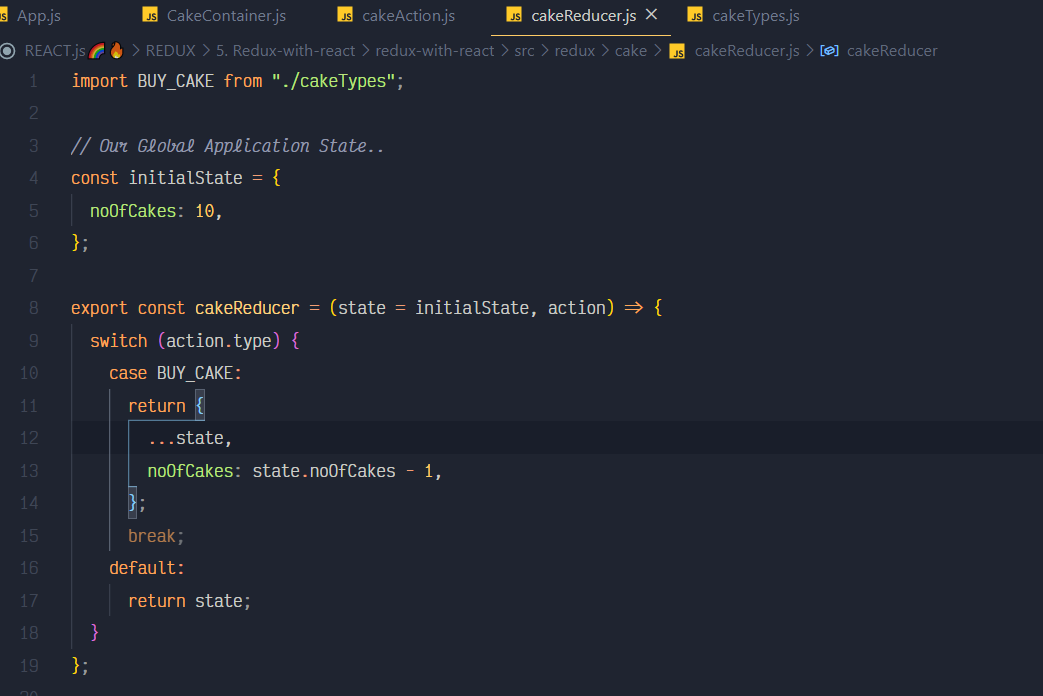 JS App.js JS CakeContainer.js JS cakeAction.js JS cakeReducer.js × JS cakeTypes.js
REACT.js🌈🔥 > REDUX > 5. Redux-with-react > redux-with-react > src > redux > cake > JS cakeReducer.js > cakeReducer
1 import BUY_CAKE from "./cakeTypes";
2
3 // Our Global Application State..
4 const initialState = {
5 noOfCakes: 10,
6 };
7
8 export const cakeReducer = (state = initialState, action) => {
9 switch (action.type) {
10 case BUY_CAKE:
11 return {
12 ...state,
13 noOfCakes: state.noOfCakes - 1,
14 };
15 break;
16 default:
17 return state;
18 }
19 };
20